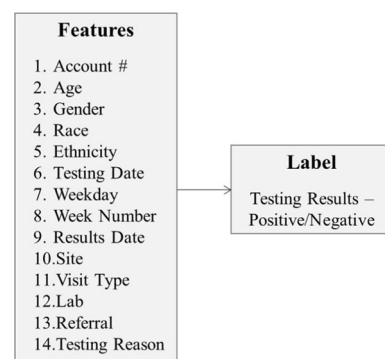 Features
1. Account #
2. Age
3. Gender
4. Race
5. Ethnicity
6. Testing Date
7. Weekday
8. Week Number
9. Results Date
10.Site
11.Visit Type
12.Lab
13.Referral
14.Testing Reason
Label
Testing Results –
Positive/Negative